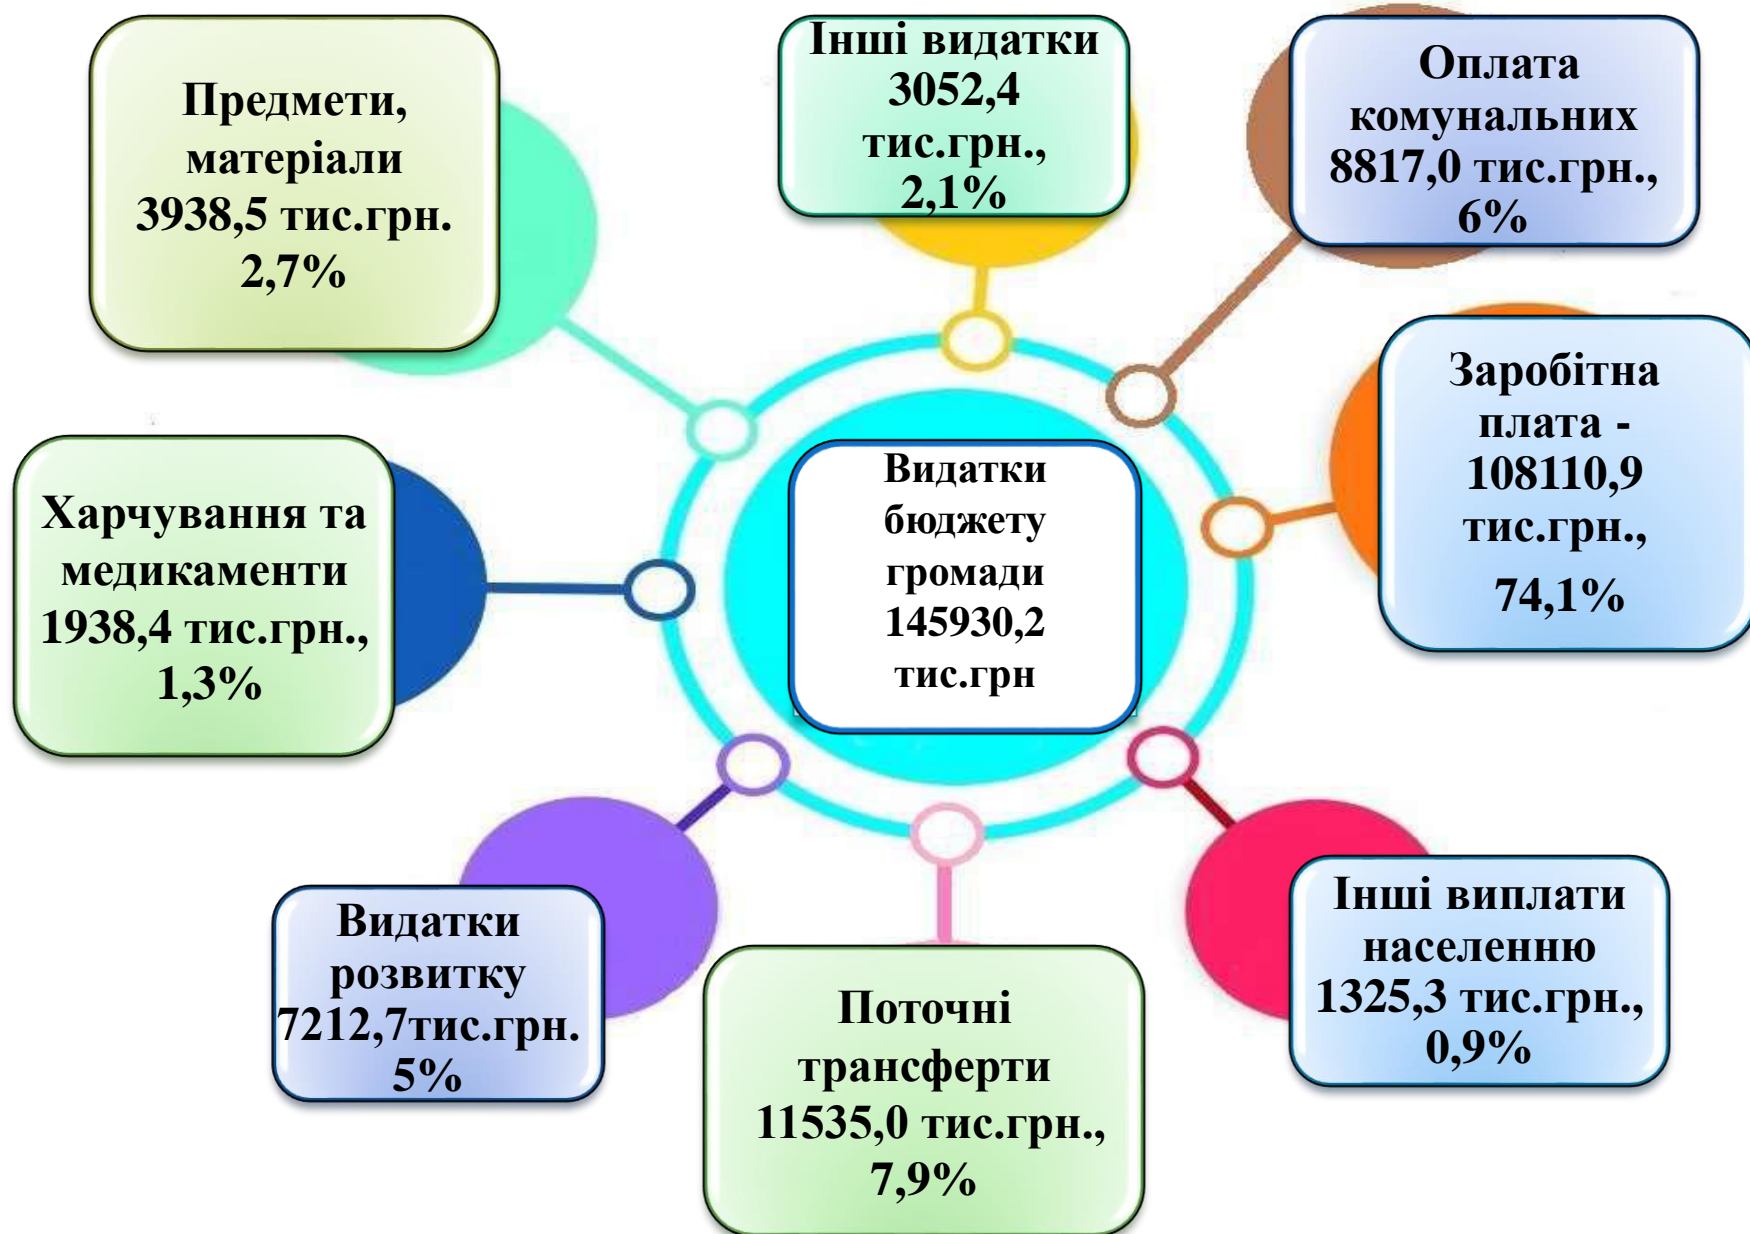 Предмети,
матеріали
3938,5 тис.грн.
2,7%
Інші видатки
3052,4
тис.грн.,
2,1%
Оплата
комунальних
8817,0 тис.грн.,
6%
Заробітна
плата -
108110,9
тис.грн.,
74,1%
Харчування та
медикаменти
1938,4 тис.грн.,
1,3%
Видатки
бюджету
громади
145930,2
тис.грн
Видатки
розвитку
7212,7тис.грн.
5%
Поточні
трансферти
11535,0 тис.грн.,
7,9%
Інші виплати
населенню
1325,3 тис.грн.,
0,9%